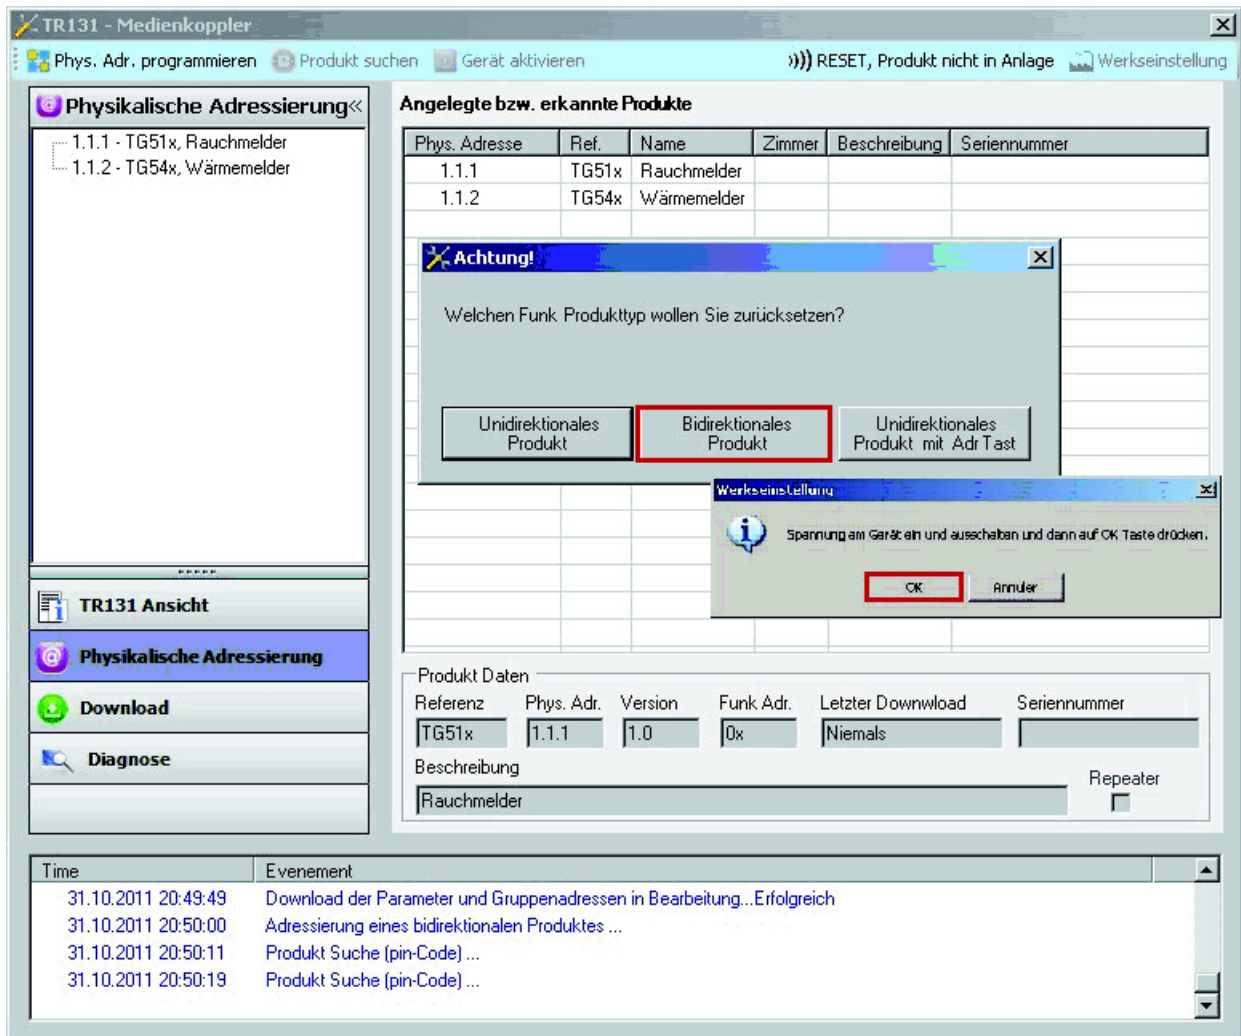 TR131 - Medienkoppler
Phys. Adr. programmieren Produkt suchen Gerät aktivieren RESET, Produkt nicht in Anlage Werkseinstellung
Physikalische Adressierung
1.1.1 - TG51x, Rauchmelder
1.1.2 - TG54x, Wärmemelder
TR131 Ansicht
Physikalische Adressierung
Download
Diagnose
Angelegte bzw. erkannte Produkte
Phys. Adresse Ref. Name Zimmer Beschreibung Seriennummer
1.1.1 TG51x Rauchmelder
1.1.2 TG54x Wärmemelder
Achtung!
Welchen Funk Produkttyp wollen Sie zurücksetzen?
Unidirektionales
Produkt
Bidirektionales
Produkt
Unidirektionales
Produkt mit Adr Tast
Werkseinstellung
Spannung am Gerät ein und ausschalten und dann auf OK Taste drücken.
OK Annuler
Produkt Daten
Referenz Phys. Adr. Version Funk Adr. Letzter Downwload Seriennummer
TG51x 1.1.1 1.0 0x Niemals
Beschreibung
Repeater
Rauchmelder
Time Evenement
31.10.2011 20:49:49 Download der Parameter und Gruppenadressen in Bearbeitung...Erfolgreich
31.10.2011 20:50:00 Adressierung eines bidirektionalen Produktes ...
31.10.2011 20:50:11 Produkt Suche (pin-Code) ...
31.10.2011 20:50:19 Produkt Suche (pin-Code) ...